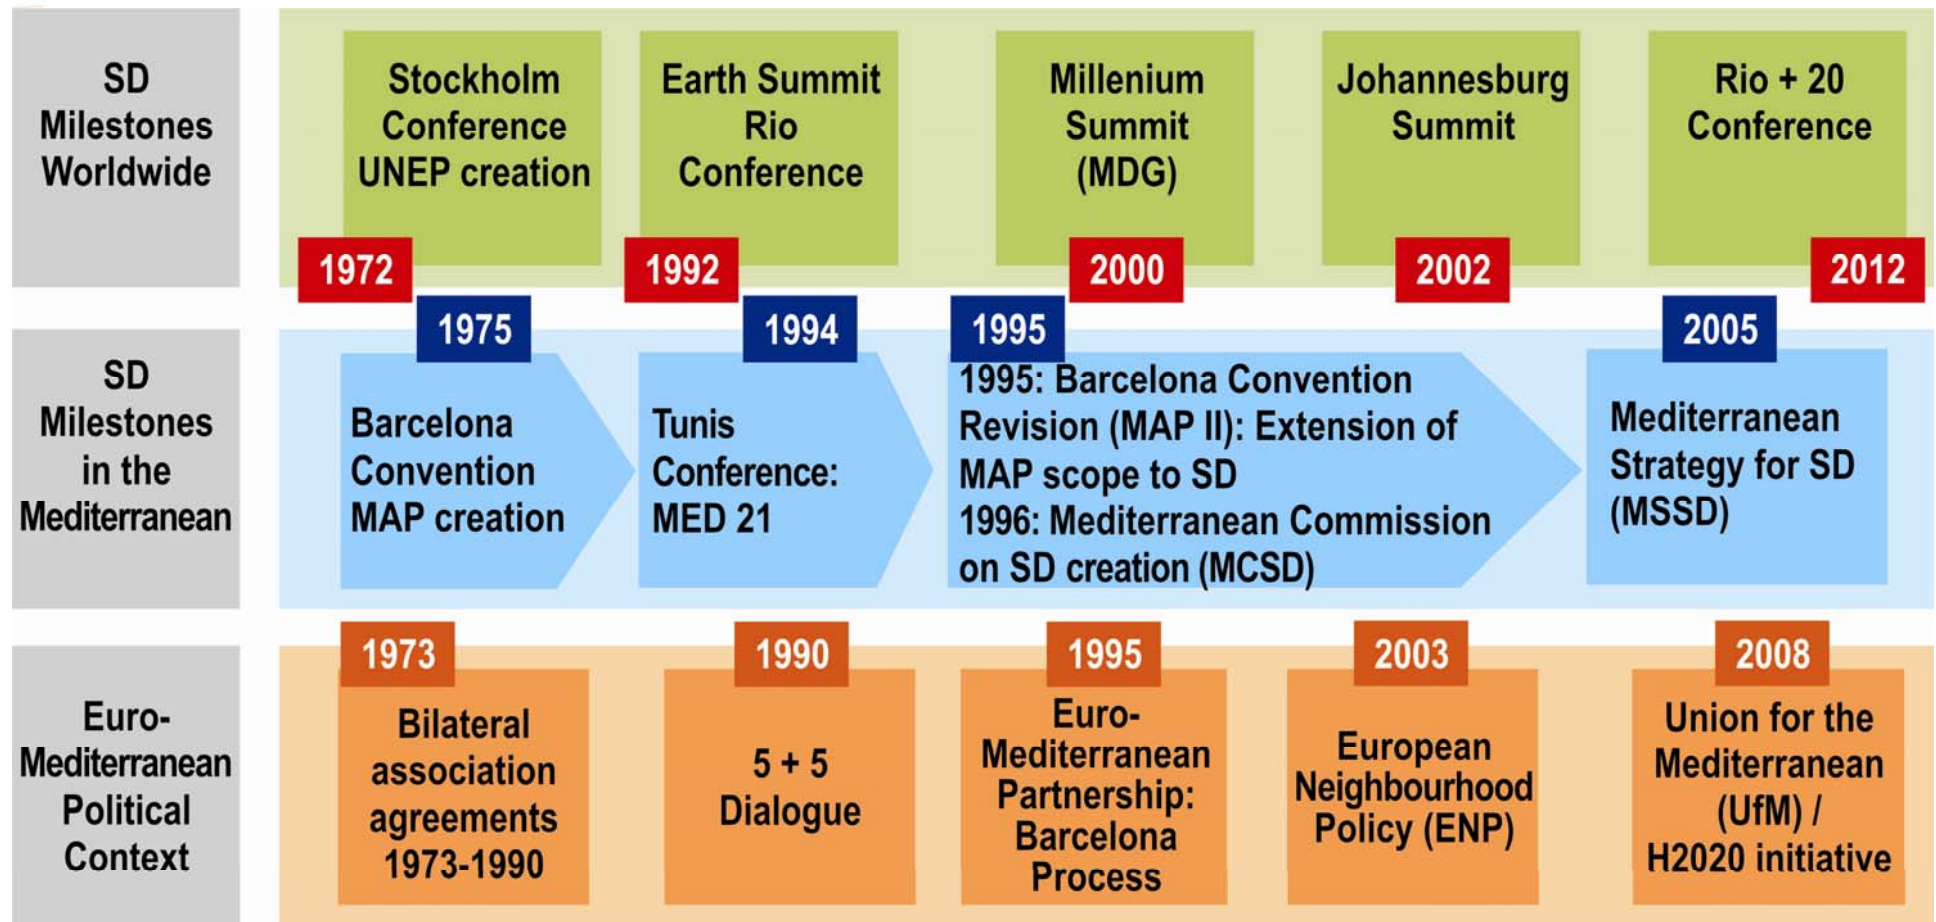 SD
Milestones
Worldwide
Stockholm
Conference
UNEP creation
1972
Earth Summit
Rio
Conference
1992
Millenium
Summit
(MDG)
2000
Johannesburg
Summit
2002
Rio + 20
Conference
2012
SD
Milestones
in the
Mediterranean
1975
Barcelona
Convention
MAP creation
1994
Tunis
Conference:
MED 21
1995
1995: Barcelona Convention
Revision (MAP II): Extension of
MAP scope to SD
1996: Mediterranean Commission
on SD creation (MCSD)
2005
Mediterranean
Strategy for SD
(MSSD)
Euro-
Mediterranean
Political
Context
1973
Bilateral
association
agreements
1973-1990
1990
5 + 5
Dialogue
1995
Euro-
Mediterranean
Partnership:
Barcelona
Process
2003
European
Neighbourhood
Policy (ENP)
2008
Union for the
Mediterranean
(UfM) /
H2020 initiative